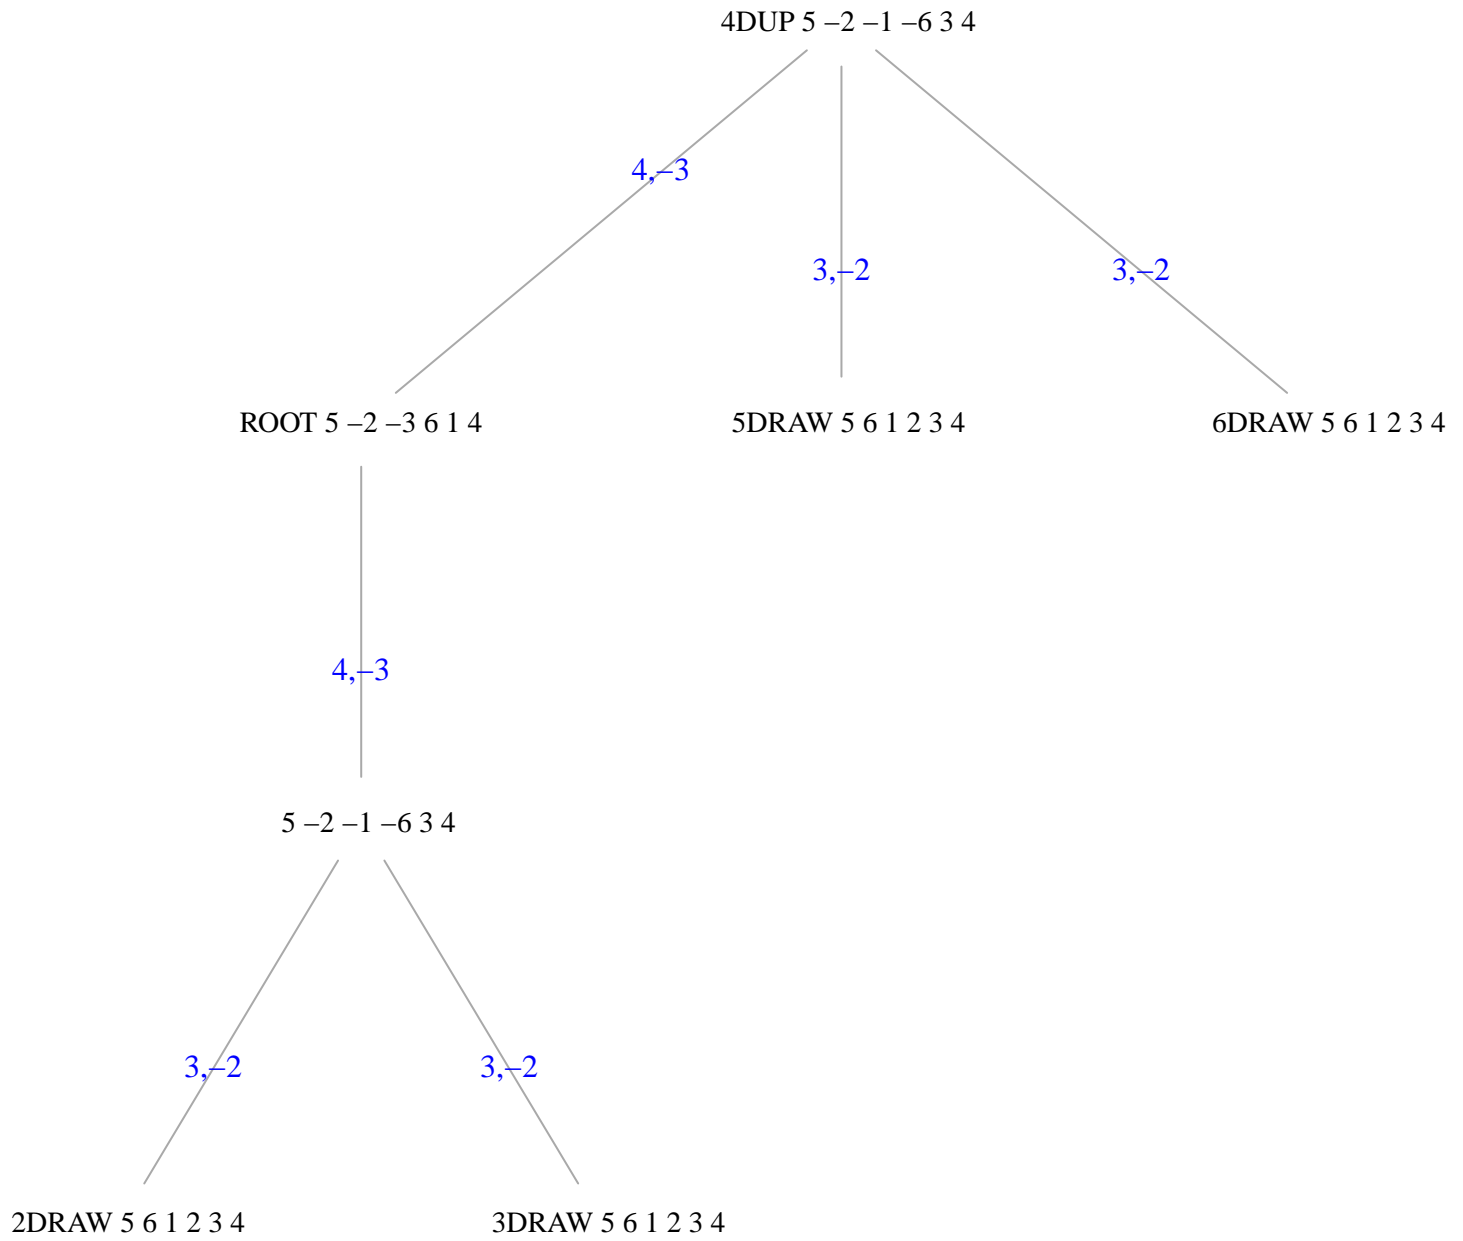 4DUP 5 –2 –1 –6 3 4
4,–3
3,–2
3,–2
ROOT 5 –2 –3 6 1 4
5DRAW 5 6 1 2 3 4
6DRAW 5 6 1 2 3 4
4,–3
5 –2 –1 –6 3 4
3,–2
3,–2
2DRAW 5 6 1 2 3 4
3DRAW 5 6 1 2 3 4